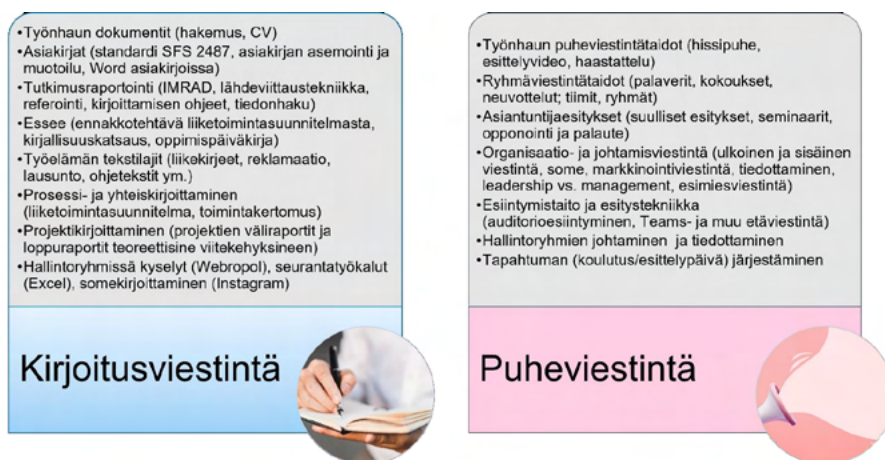 •Työnhaun dokumentit (hakemus, CV)
•Asiakirjat (standardi SFS 2487, asiakirjan asemointi ja
muotoilu, Word asiakirjoissa)
•Tutkimusraportointi (IMRAD, lähdeviittaustekniikka,
referointi, kirjoittamisen ohjeet, tiedonhaku)
•Essee (ennakkotehtävä liiketoimintasuunnitelmasta,
kirjallisuuskatsaus, oppimispäiväkirja)
•Työelämän tekstilajit (liikekirjeet, reklamaatio,
lausunto, ohjetekstit ym.)
•Prosessi- ja yhteiskirjoittaminen
(liiketoimintasuunnitelma, toimintakertomus)
•Projektikirjoittaminen (projektien väliraportit ja
loppuraportit teoreettisine viitekehyksineen)
•Hallintoryhmissä kyselyt (Webropol), seurantatyökalut
(Excel), somekirjoittaminen (Instagram)
Kirjoitusviestintä
•Työnhaun puheviestintätaidot (hissipuhe,
esittelyvideo, haastattelu)
•Ryhmäviestintätaidot (palaverit, kokoukset,
neuvottelut; tiimit, ryhmät)
•Asiantuntijaesitykset (suulliset esitykset, seminaarit,
opponointi ja palaute)
•Organisaatio- ja johtamisviestintä (ulkoinen ja sisäinen
viestintä, some, markkinointiviestintä, tiedottaminen,
leadership vs. management, esimiesviestintä)
•Esiintymistaito ja esitystekniikka
(auditorioesiintyminen, Teams- ja muu etäviestintä)
•Hallintoryhmien johtaminen ja tiedottaminen
•Tapahtuman (koulutus/esittelypäivä) järjestäminen
Puheviestintä